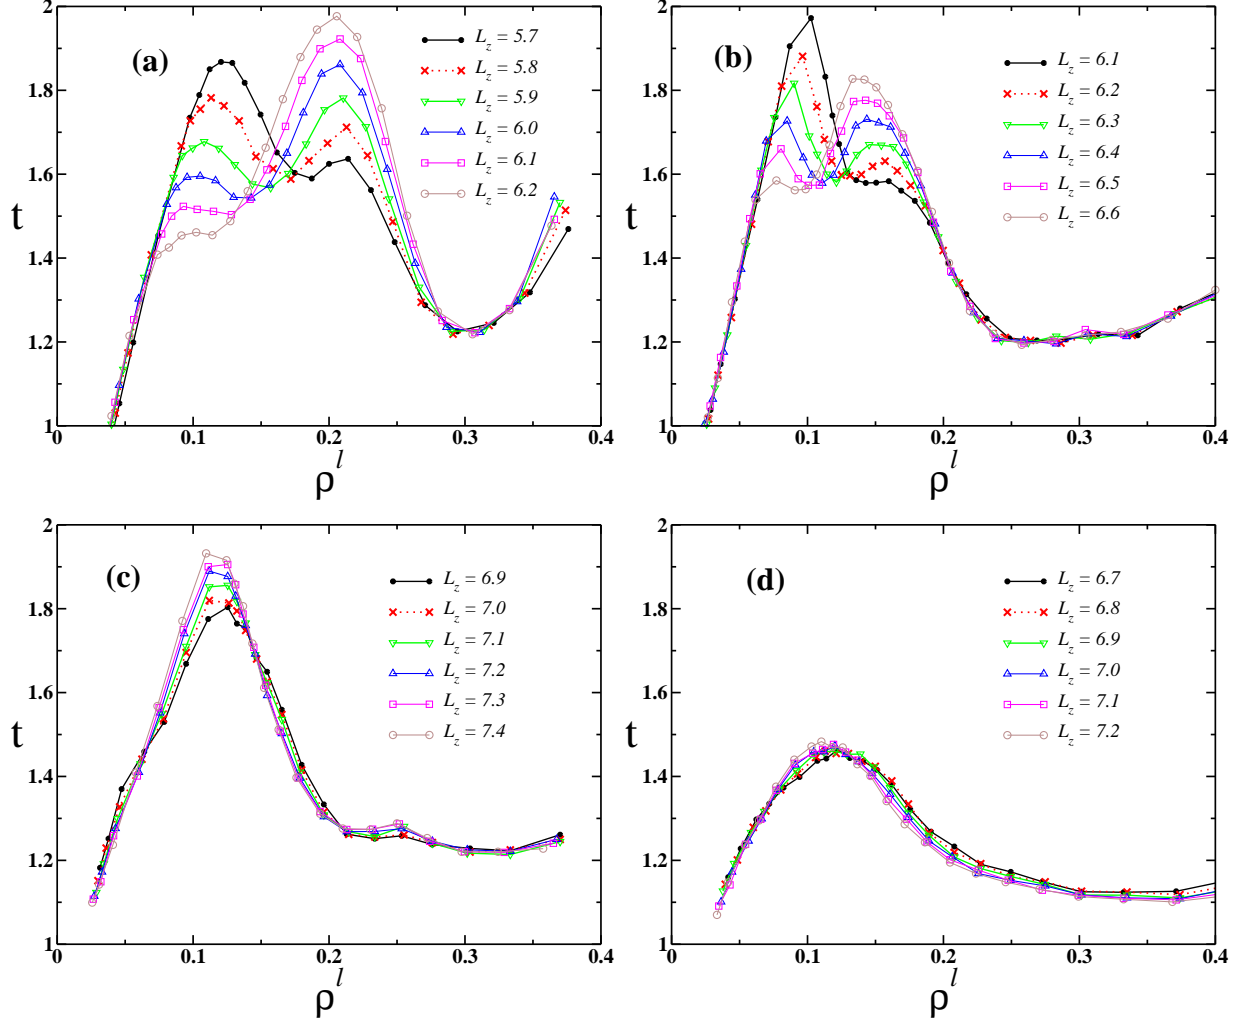 (a)
L_z = 5.7
L_z = 5.8
L_z = 5.9
L_z = 6.0
L_z = 6.1
L_z = 6.2
2
1.8
1.6
1.4
1.2
1
t
0 0.1 0.2 0.3 0.4
ρ^l
(b)
L_z = 6.1
L_z = 6.2
L_z = 6.3
L_z = 6.4
L_z = 6.5
L_z = 6.6
2
1.8
1.6
1.4
1.2
1
t
0 0.1 0.2 0.3 0.4
ρ^l
(c)
L_z = 6.9
L_z = 7.0
L_z = 7.1
L_z = 7.2
L_z = 7.3
L_z = 7.4
2
1.8
1.6
1.4
1.2
1
t
0 0.1 0.2 0.3 0.4
ρ^l
(d)
L_z = 6.7
L_z = 6.8
L_z = 6.9
L_z = 7.0
L_z = 7.1
L_z = 7.2
2
1.8
1.6
1.4
1.2
1
t
0 0.1 0.2 0.3 0.4
ρ^l